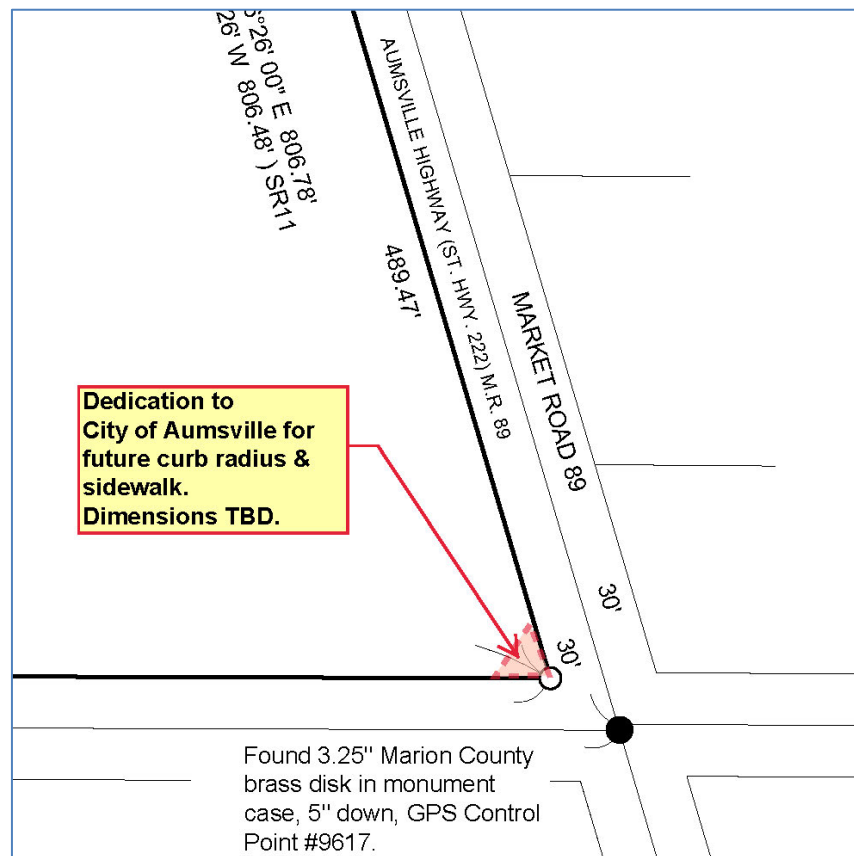 6°26' 00" E 806.78'
26' W 806.48' ) SR11
489.47'
AUMSVILLE HIGHWAY (ST. HWY. 222) M.R. 89
MARKET ROAD 89
Dedication to
City of Aumsville for
future curb radius &
sidewalk.
Dimensions TBD.
30'
30'
Found 3.25" Marion County
brass disk in monument
case, 5" down, GPS Control
Point #9617.